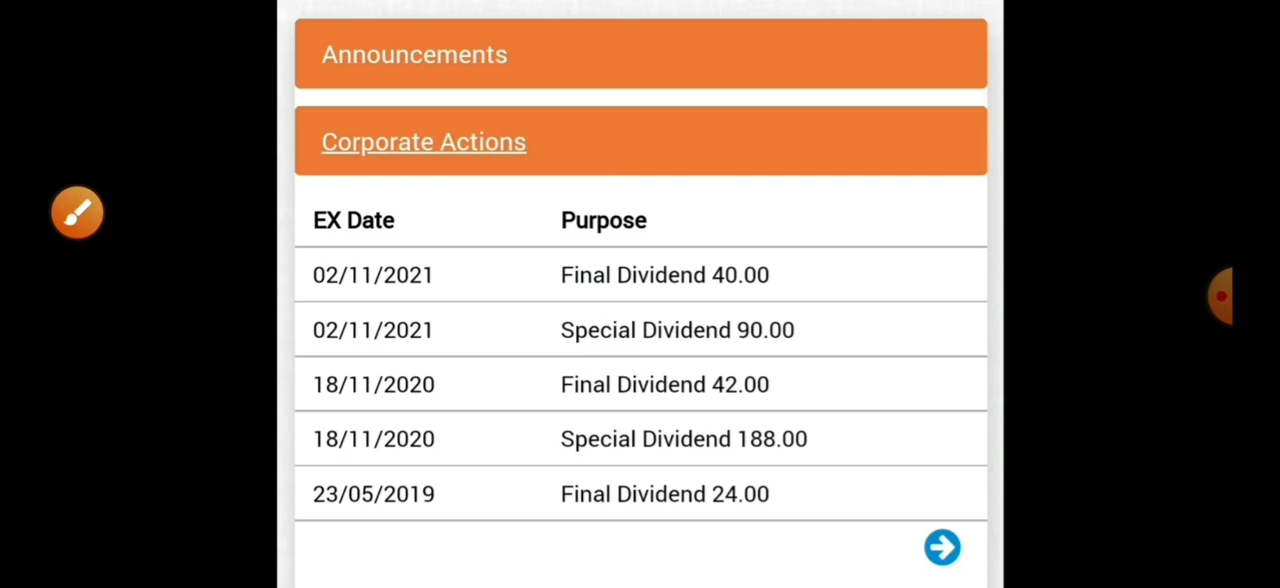 Announcements
Corporate Actions
EX Date Purpose
02/11/2021 Final Dividend 40.00
02/11/2021 Special Dividend 90.00
18/11/2020 Final Dividend 42.00
18/11/2020 Special Dividend 188.00
23/05/2019 Final Dividend 24.00